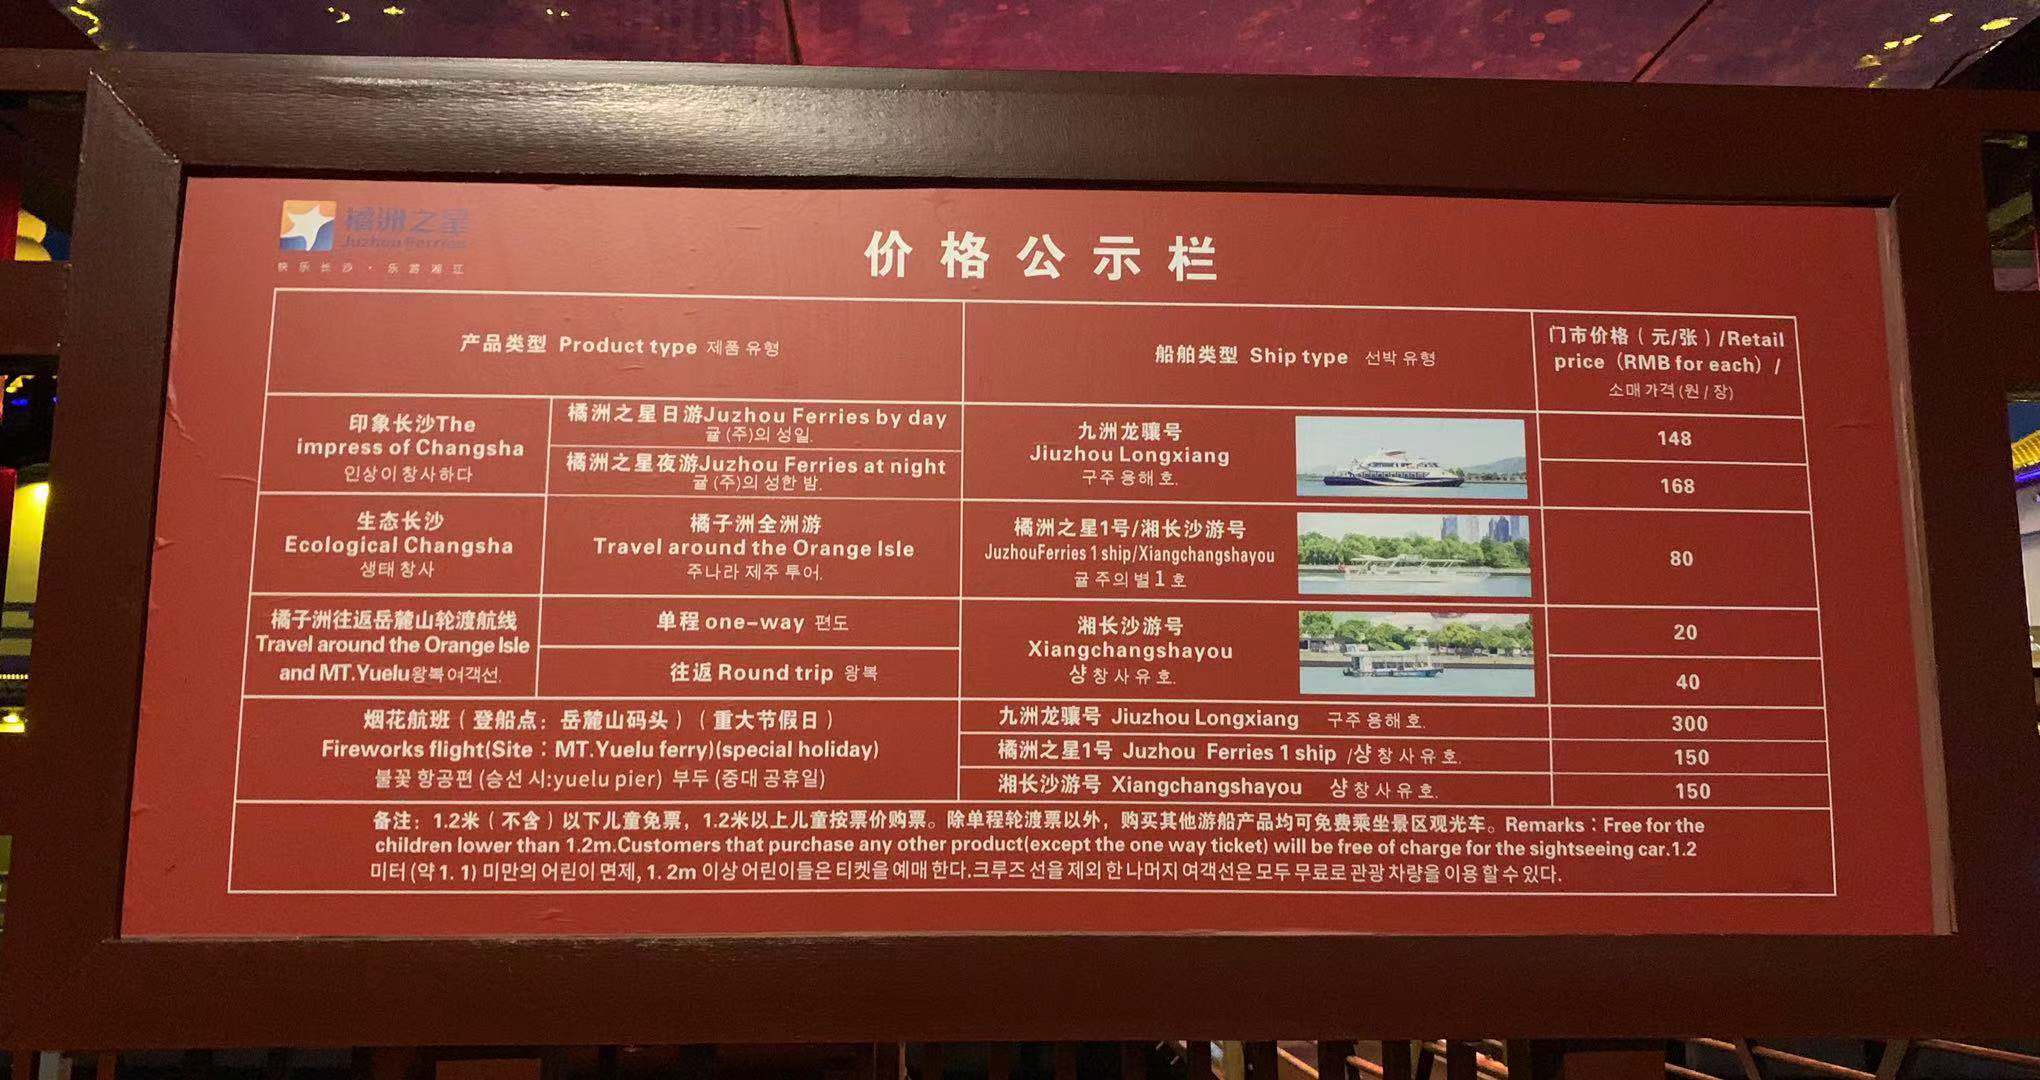 橘洲之星
Juzhou Ferries
快乐长沙·乐游湘江
价格公示栏
产品类型 Product type 제품 유형
船舶类型 Ship type 선박 유형
门市价格（元/张）/Retail
price（RMB for each）/
소매 가격 (원 / 장)
印象长沙The
impress of Changsha
인상이 창사하다
橘洲之星日游Juzhou Ferries by day
귤 (주)의 성일.
橘洲之星夜游Juzhou Ferries at night
귤 (주)의 성한 밤.
九洲龙骧号
Jiuzhou Longxiang
구주 용해 호.
148
168
生态长沙
Ecological Changsha
생태 창사
橘子洲全洲游
Travel around the Orange Isle
주나라 제주 투어.
橘洲之星1号/湘长沙游号
JuzhouFerries 1 ship/Xiangchangshayou
귤 주의 별 1 호
80
橘子洲往返岳麓山轮渡航线
Travel around the Orange Isle
and MT.Yuelu왕복 여객선.
单程 one-way 편도
往返 Round trip 왕복
湘长沙游号
Xiangchangshayou
샹 창 사 유 호.
20
40
烟花航班（登船点：岳麓山码头）（重大节假日）
Fireworks flight(Site：MT.Yuelu ferry)(special holiday)
불꽃 항공편 (승선 시:yuelu pier) 부두 (중대 공휴일)
九洲龙骧号 Jiuzhou Longxiang 구주 용해 호.
300
橘洲之星1号 Juzhou Ferries 1 ship /샹 창 사 유 호.
150
湘长沙游号 Xiangchangshayou 샹 창 사 유 호.
150
备注：1.2米（不含）以下儿童免票，1.2米以上儿童按票价购票。除单程轮渡票以外，购买其他游船产品均可免费乘坐景区观光车。Remarks：Free for the
children lower than 1.2m.Customers that purchase any other product(except the one way ticket) will be free of charge for the sightseeing car.1.2
미터 (약 1. 1) 미만의 어린이 면제, 1. 2m 이상 어린이들은 티켓을 예매 한다.크루즈 선을 제외 한 나머지 여객선은 모두 무료로 관광 차량을 이용 할 수 있다.